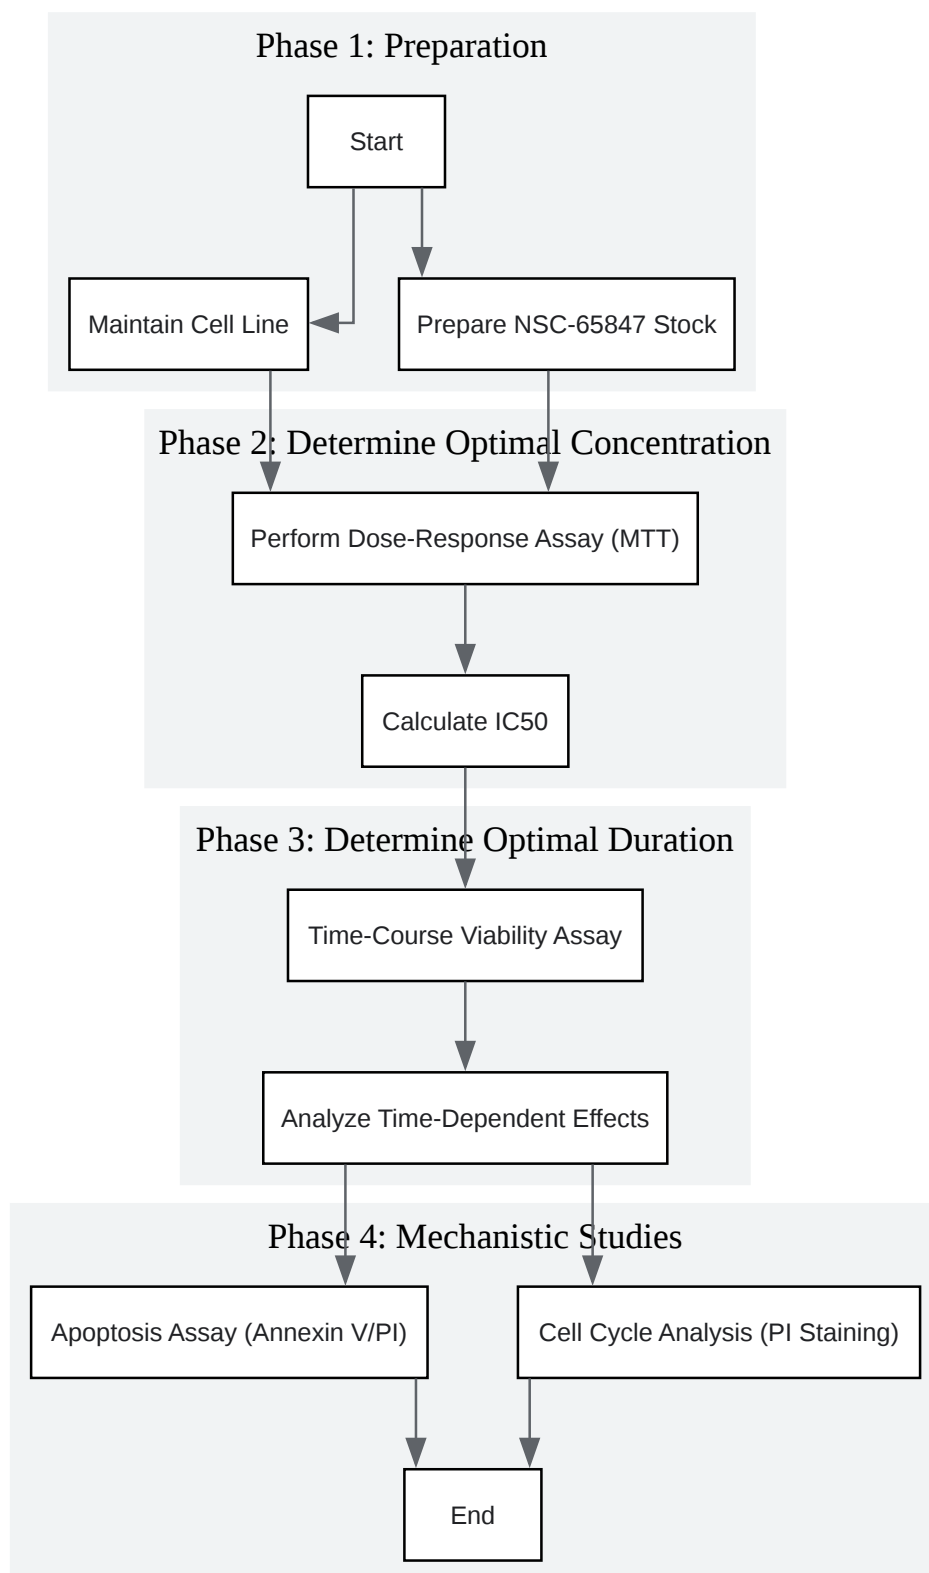 Phase 1: Preparation
Start
Maintain Cell Line
Prepare NSC-65847 Stock
Phase 2: Determine Optimal Concentration
Perform Dose-Response Assay (MTT)
Calculate IC50
Phase 3: Determine Optimal Duration
Time-Course Viability Assay
Analyze Time-Dependent Effects
Phase 4: Mechanistic Studies
Apoptosis Assay (Annexin V/PI)
Cell Cycle Analysis (PI Staining)
End